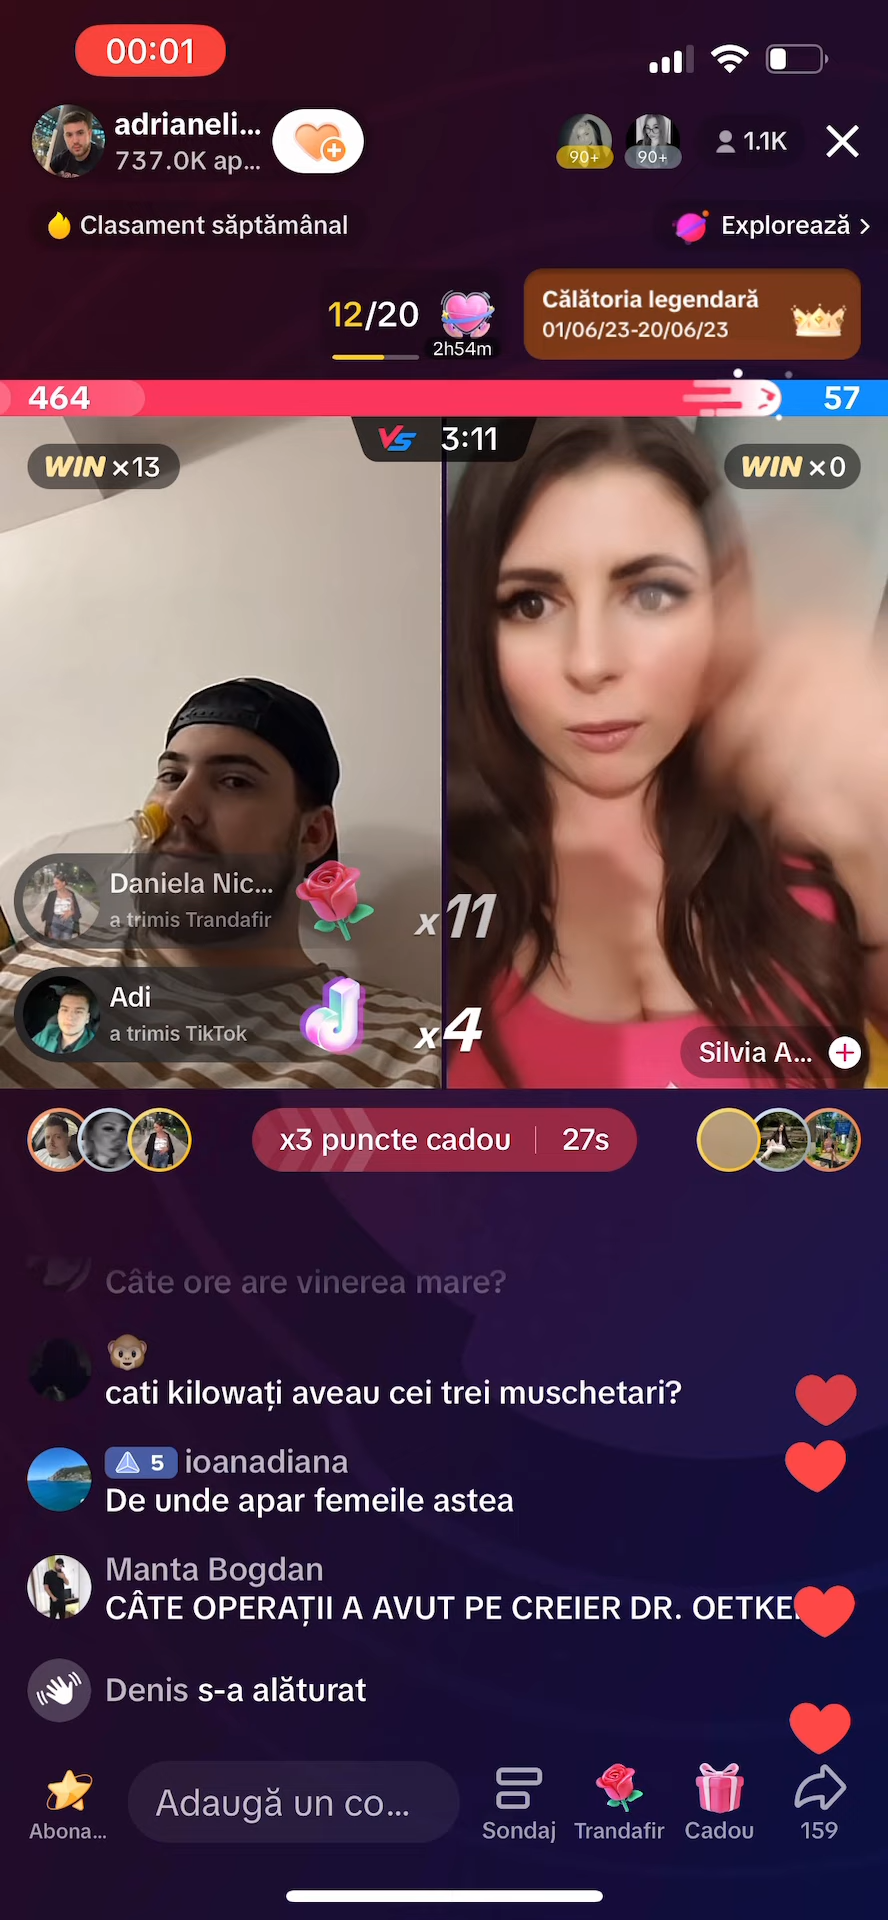 00:01
adrianeli...
737.0K ap...
90+
90+
1.1K
Clasament săptămânal
Explorează >
12/20
2h54m
Călătoria legendară
01/06/23-20/06/23
464
57
VS 3:11
WIN x13
WIN x0
Daniela Nic...
a trimis Trandafir
x11
Adi
a trimis TikTok
x4
Silvia A...
x3 puncte cadou | 27s
Câte ore are vinerea mare?
cati kilowați aveau cei trei muschetari?
5 ioanadiana
De unde apar femeile astea
Manta Bogdan
CÂTE OPERAȚII A AVUT PE CREIER DR. OETKE
Denis s-a alăturat
Abona...
Adaugă un co...
Sondaj
Trandafir
Cadou
159